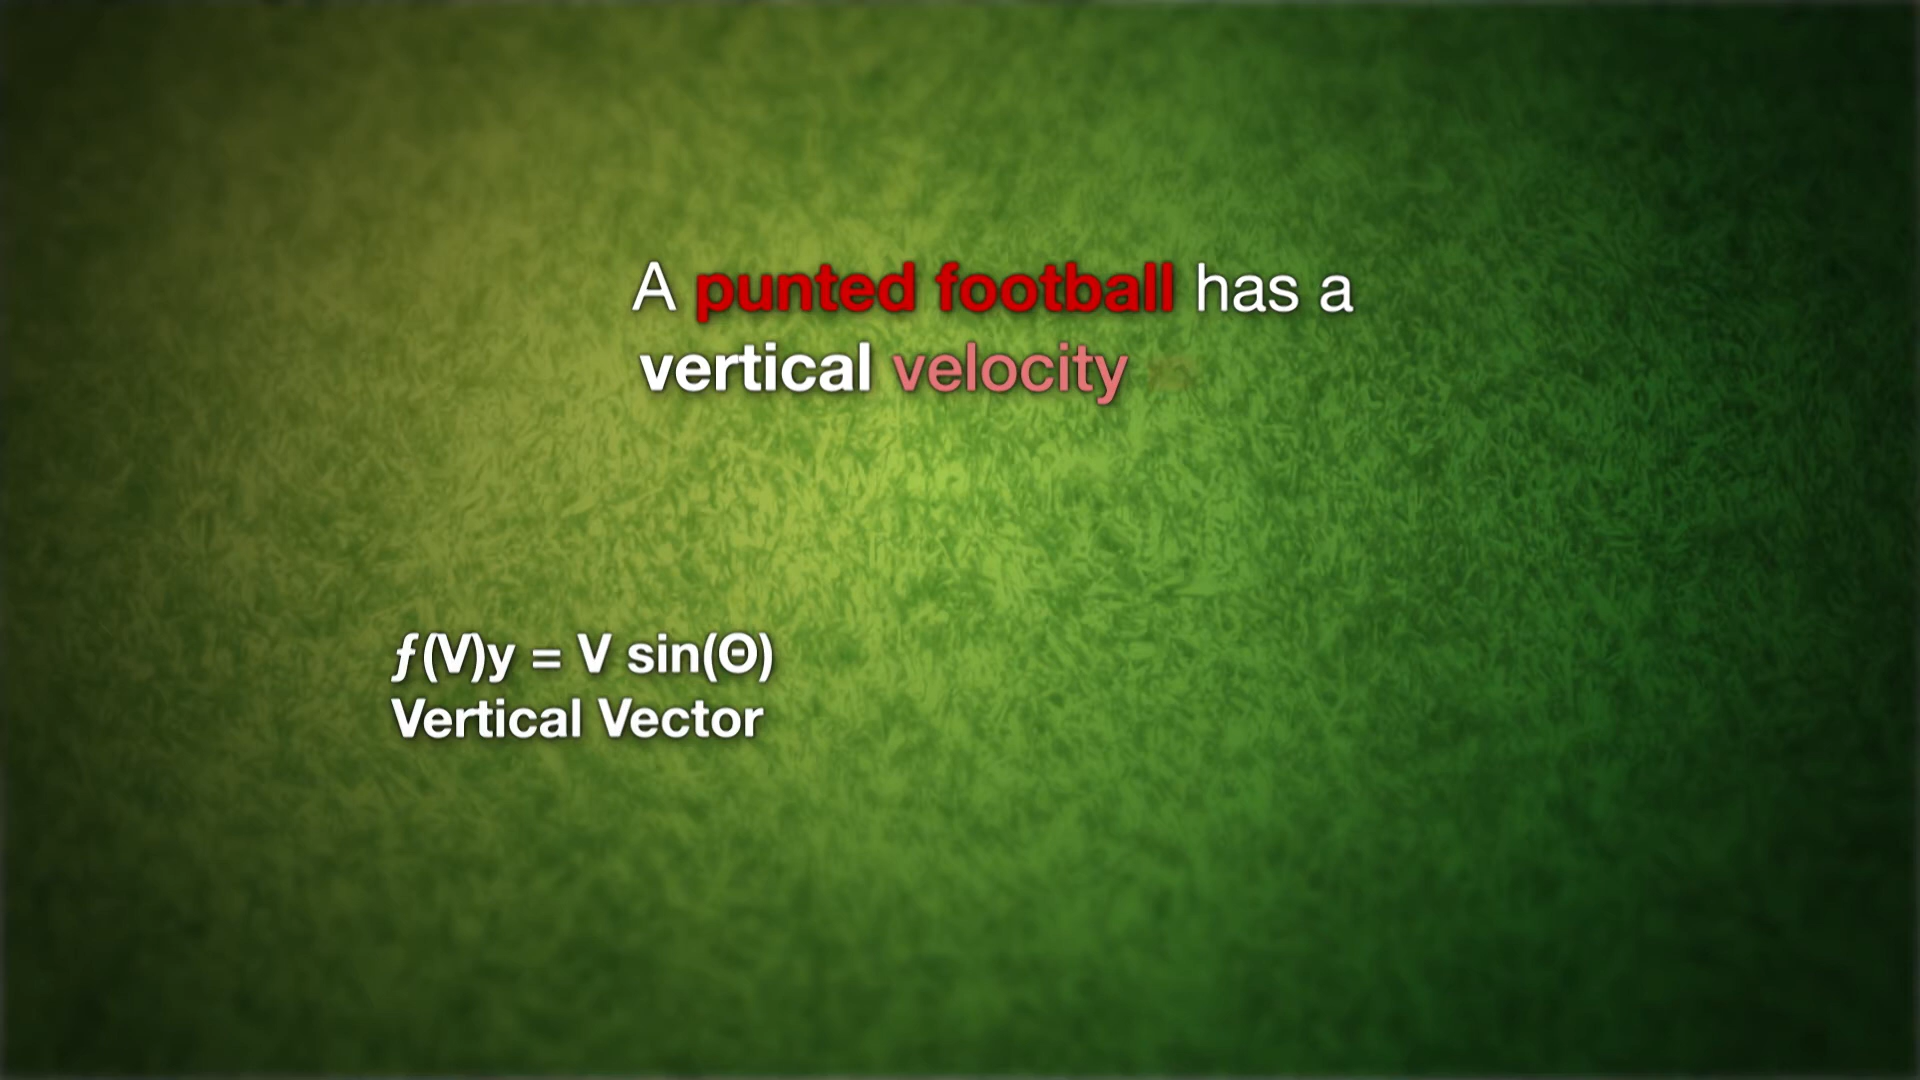 A punted football has a
vertical velocity
ƒ(V)y = V sin(Θ)
Vertical Vector